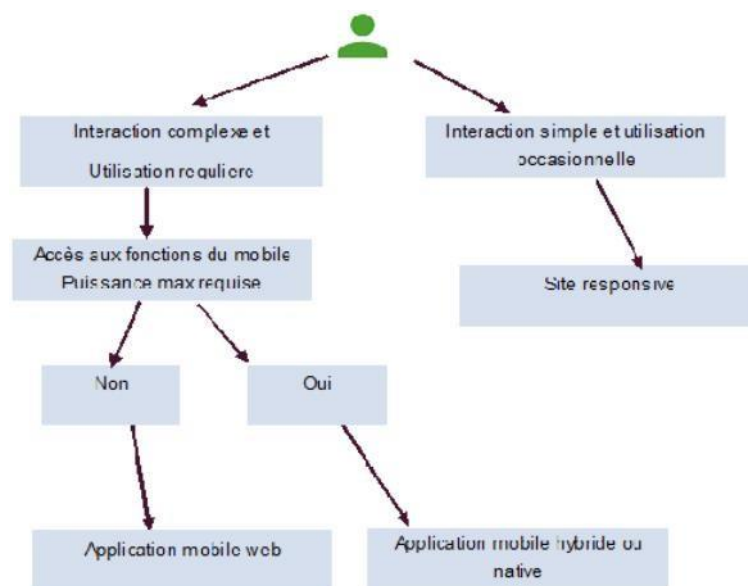 Interaction complexe et
Utilisation reguliere
Interaction simple et utilisation
occasionnelle
Accès aux fonctions du mobile
Puissance max requise
Site responsive
Non
Oui
Application mobile web
Application mobile hybride ou
native